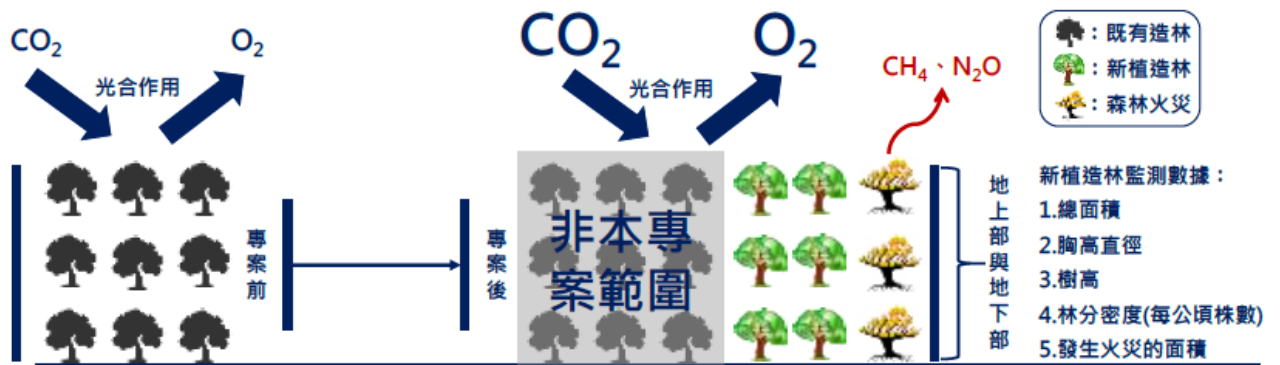 CO₂
O₂
光合作用
專案前
專案後
CO₂
O₂
光合作用
非本專
案範圍
CH₄、N₂O
：既有造林
：新植造林
：森林火災
地上部與地下部
新植造林監測數據：
1.總面積
2.胸高直徑
3.樹高
4.林分密度(每公頃株數)
5.發生火災的面積